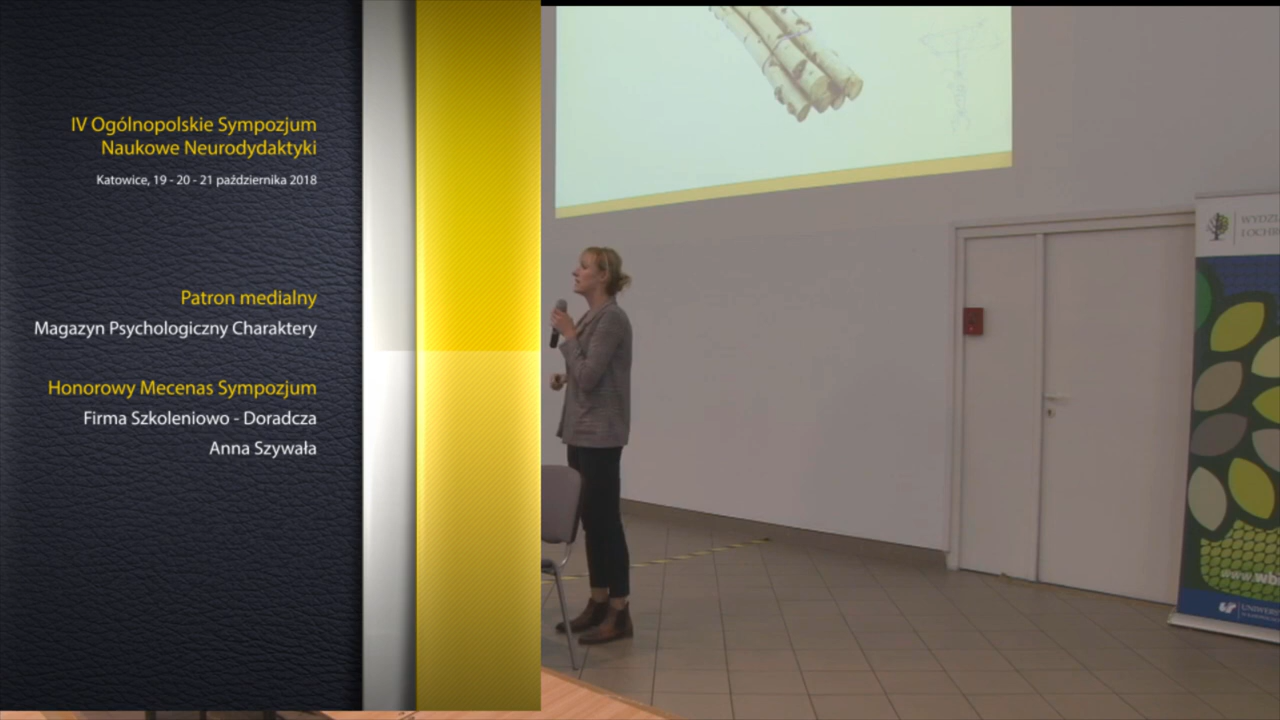 IV Ogólnopolskie Sympozjum
Naukowe Neurodydaktyki
Katowice, 19 - 20 - 21 października 2018
Patron medialny
Magazyn Psychologiczny Charaktery
Honorowy Mecenas Sympozjum
Firma Szkoleniowo - Doradcza
Anna Szywała